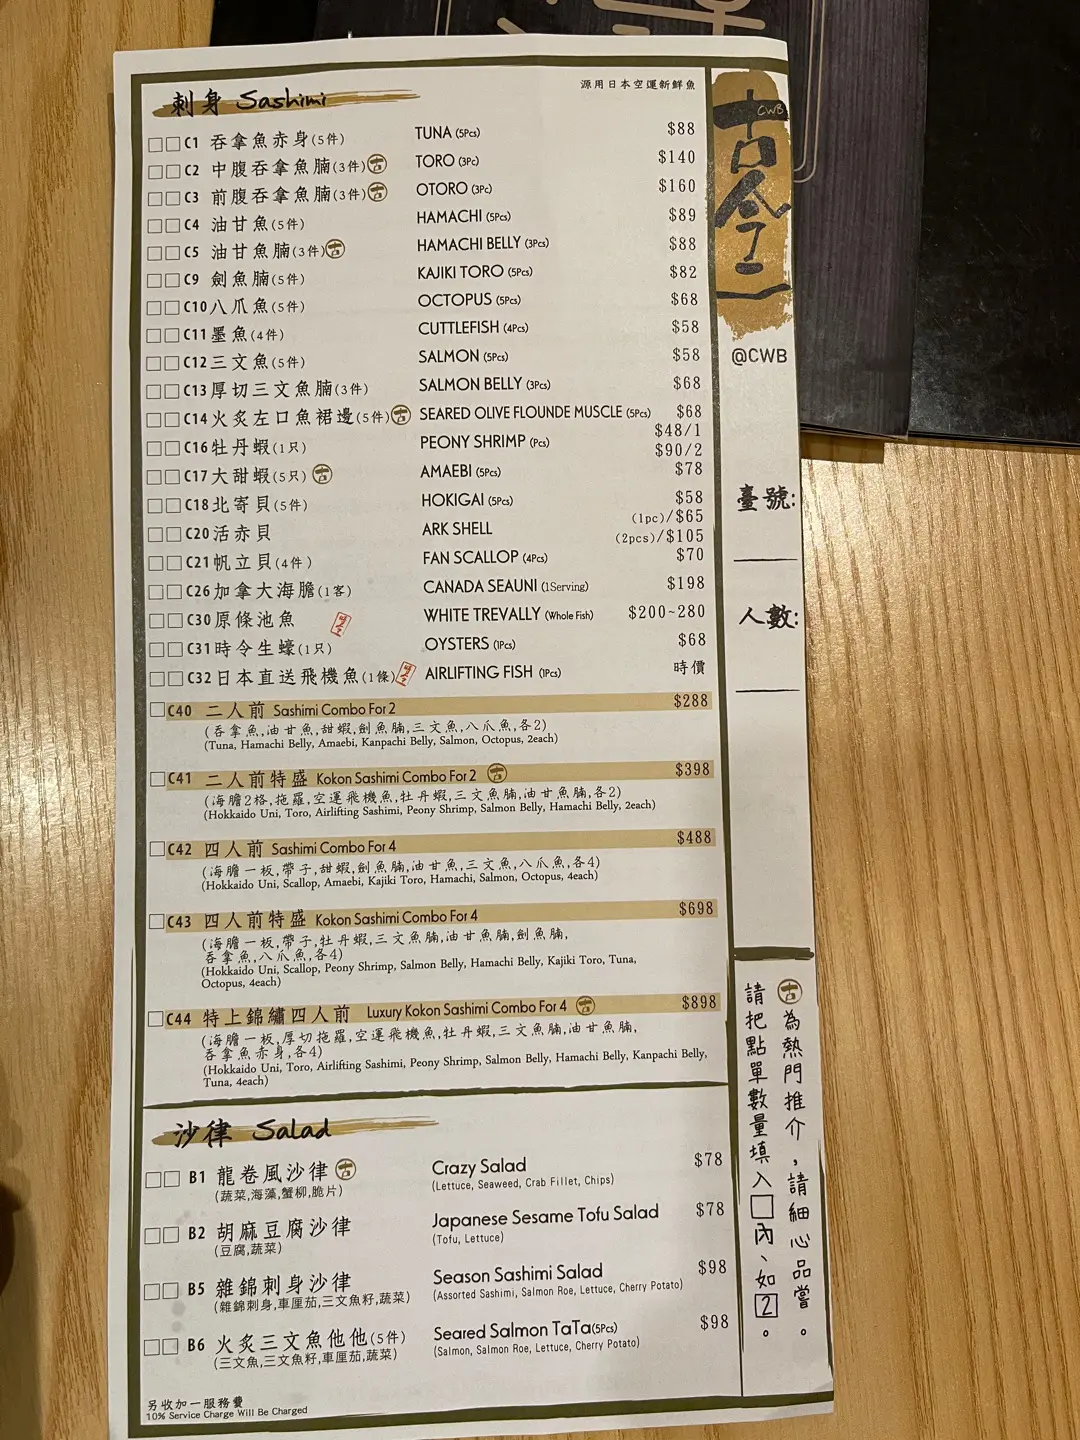 刺身 Sashimi
源用日本空運新鮮魚
C1 吞拿魚赤身(5件) TUNA (5Pcs) $88
C2 中腹吞拿魚腩(3件) 古 TORO (3Pc) $140
C3 前腹吞拿魚腩(3件) 古 OTORO (3Pc) $160
C4 油甘魚(5件) HAMACHI (5Pcs) $89
C5 油甘魚腩(3件) 古 HAMACHI BELLY (3Pcs) $88
C9 劍魚腩(5件) KAJIKI TORO (5Pcs) $82
C10 八爪魚(5件) OCTOPUS (5Pcs) $68
C11 墨魚(4件) CUTTLEFISH (4Pcs) $58
C12 三文魚(5件) SALMON (5Pcs) $58
C13 厚切三文魚腩(3件) SALMON BELLY (3Pcs) $68
C14 火炙左口魚裙邊(5件) 古 SEARED OLIVE FLOUNDE MUSCLE (5Pcs) $68
C16 牡丹蝦(1只) PEONY SHRIMP (Pcs) $48/1
$90/2
C17 大甜蝦(5只) 古 AMAEBI (5Pcs) $78
C18 北寄貝(5件) HOKIGAI (5Pcs) $58
C20 活赤貝 ARK SHELL (1pc)/$65
(2pcs)/$105
C21 帆立貝(4件) FAN SCALLOP (4Pcs) $70
C26 加拿大海膽(1客) CANADA SEAUNI (1Serving) $198
C30 原條池魚 WHITE TREVALLY (Whole Fish) $200~280
C31 時令生蠔(1只) OYSTERS (1Pcs) $68
C32 日本直送飛機魚(1條) AIRLIFTING FISH (1Pcs) 時價
C40 二人前 Sashimi Combo For 2 $288
(吞拿魚,油甘魚,甜蝦,劍魚腩,三文魚,八爪魚,各2)
(Tuna, Hamachi Belly, Amaebi, Kanpachi Belly, Salmon, Octopus, 2each)
C41 二人前特盛 Kokon Sashimi Combo For 2 古 $398
(海膽2格,拖羅,空運飛機魚,牡丹蝦,三文魚腩,油甘魚腩,各2)
(Hokkaido Uni, Toro, Airlifting Sashimi, Peony Shrimp, Salmon Belly, Hamachi Belly, 2each)
C42 四人前 Sashimi Combo For 4 $488
(海膽一板,帶子,甜蝦,劍魚腩,油甘魚,三文魚,八爪魚,各4)
(Hokkaido Uni, Scallop, Amaebi, Kajiki Toro, Hamachi, Salmon, Octopus, 4each)
C43 四人前特盛 Kokon Sashimi Combo For 4 $698
(海膽一板,帶子,牡丹蝦,三文魚腩,油甘魚腩,劍魚腩,
吞拿魚,八爪魚,各4)
(Hokkaido Uni, Scallop, Peony Shrimp, Salmon Belly, Hamachi Belly, Kajiki Toro, Tuna,
Octopus, 4each)
C44 特上錦繡四人前 Luxury Kokon Sashimi Combo For 4 古 $898
(海膽一板,厚切拖羅,空運飛機魚,牡丹蝦,三文魚腩,油甘魚腩,
吞拿魚赤身,各4)
(Hokkaido Uni, Toro, Airlifting Sashimi, Peony Shrimp, Salmon Belly, Hamachi Belly, Kanpachi Belly,
Tuna, 4each)
沙律 Salad
B1 龍卷風沙律 古 Crazy Salad $78
(蔬菜,海藻,蟹柳,脆片) (Lettuce, Seaweed, Crab Fillet, Chips)
B2 胡麻豆腐沙律 Japanese Sesame Tofu Salad $78
(豆腐,蔬菜) (Tofu, Lettuce)
B5 雜錦刺身沙律 Season Sashimi Salad $98
(雜錦刺身,車厘茄,三文魚籽,蔬菜) (Assorted Sashimi, Salmon Roe, Lettuce, Cherry Potato)
B6 火炙三文魚他他(5件) Seared Salmon TaTa(5Pcs) $98
(三文魚,三文魚籽,車厘茄,蔬菜) (Salmon, Salmon Roe, Lettuce, Cherry Potato)
另收加一服務費
10% Service Charge Will Be Charged
CWB
古今二
@CWB
臺號:
人數:
古為熱門推介，請細心品嘗。
請把點單數量填入□內、如2。